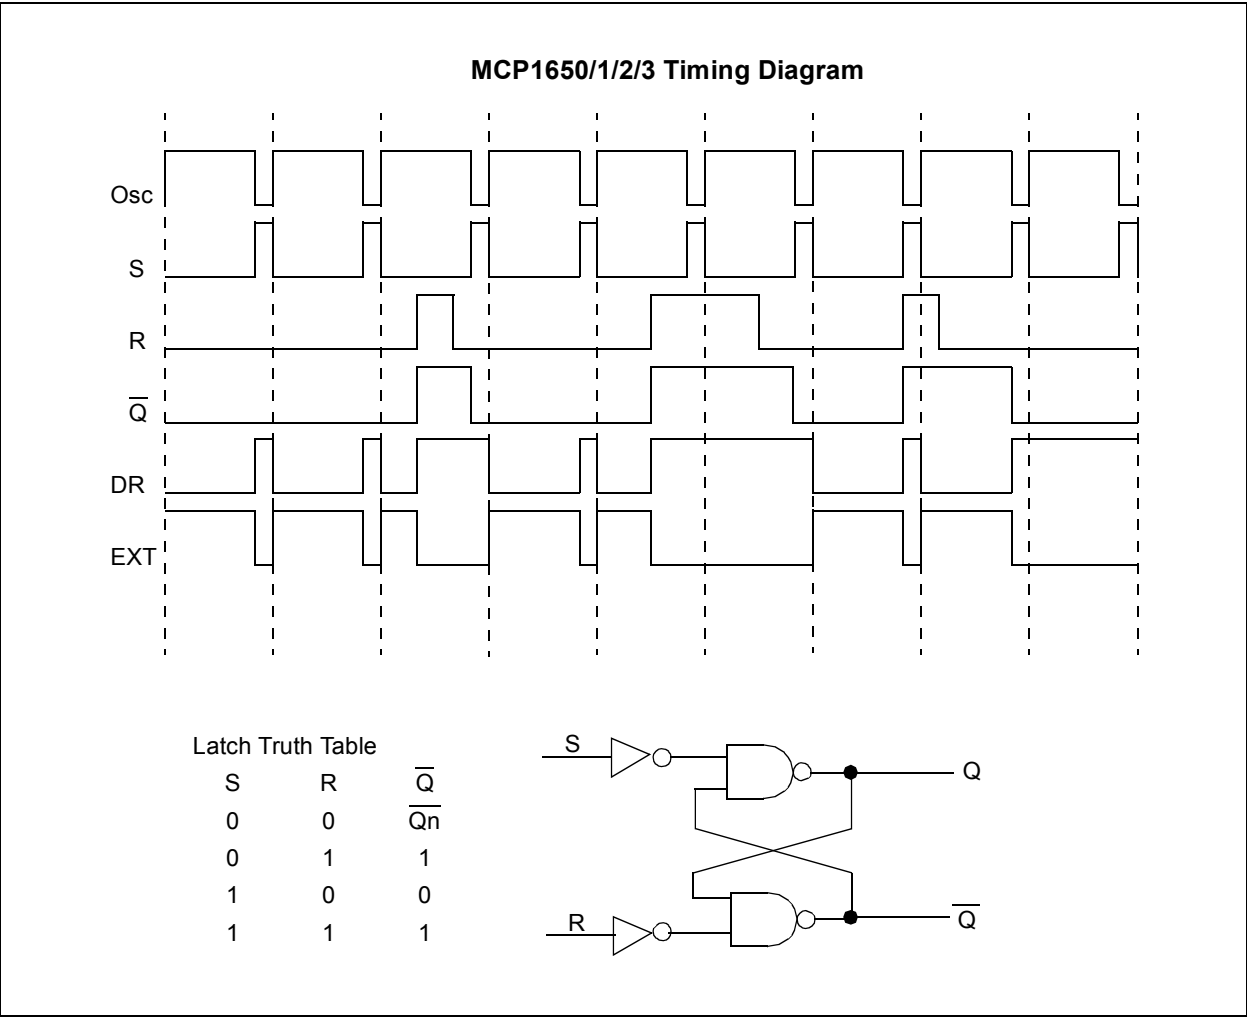 MCP1650/1/2/3 Timing Diagram
Osc
S
R
Q̅
DR
EXT
Latch Truth Table
S R Q̅
0 0 Q̅n̅
0 1 1
1 0 0
1 1 1
S
Q
R
Q̅